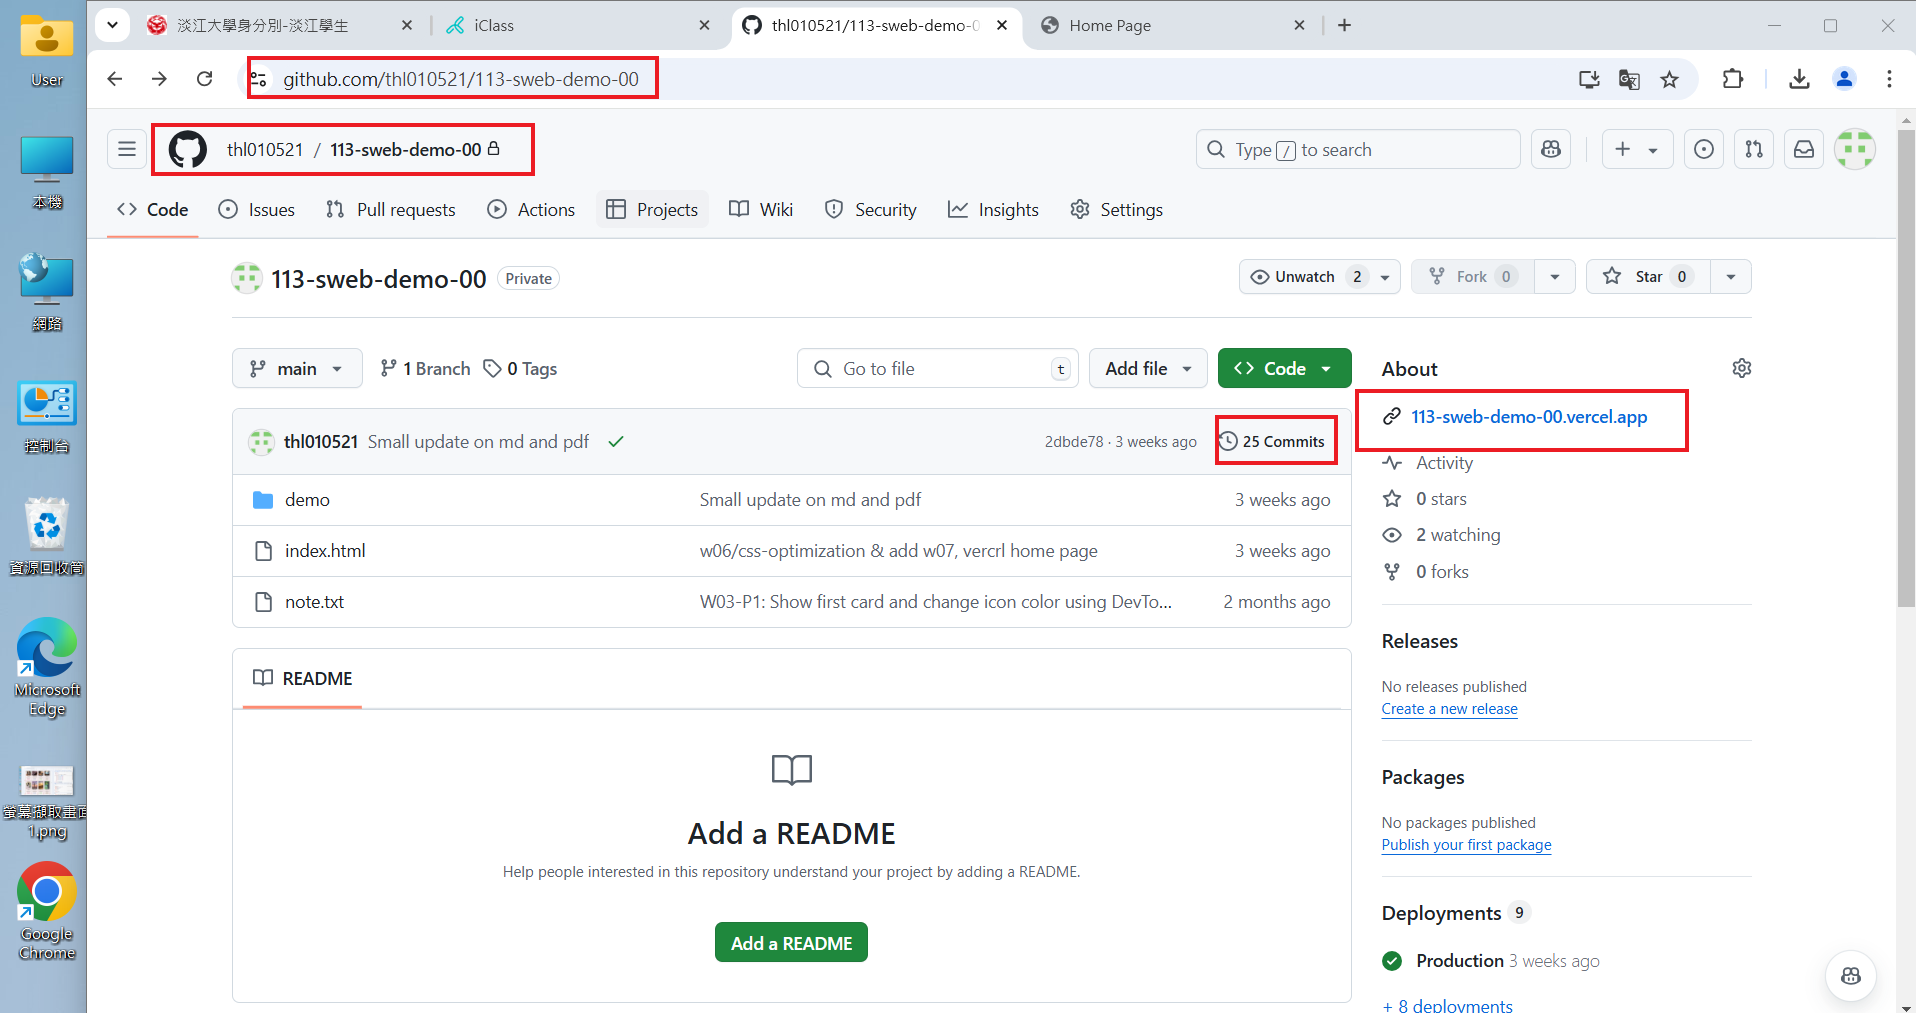 淡江大學身分別-淡江學生
iClass
thl010521/113-sweb-demo-0
Home Page
github.com/thl010521/113-sweb-demo-00
thl010521 / 113-sweb-demo-00
Type / to search
Code
Issues
Pull requests
Actions
Projects
Wiki
Security
Insights
Settings
113-sweb-demo-00 Private
Unwatch 2
Fork 0
Star 0
main
1 Branch
0 Tags
Go to file t
Add file
Code
thl010521 Small update on md and pdf
2dbde78 · 3 weeks ago
25 Commits
demo Small update on md and pdf 3 weeks ago
index.html w06/css-optimization & add w07, vercrl home page 3 weeks ago
note.txt W03-P1: Show first card and change icon color using DevTo... 2 months ago
README
Add a README
Help people interested in this repository understand your project by adding a README.
Add a README
About
113-sweb-demo-00.vercel.app
Activity
0 stars
2 watching
0 forks
Releases
No releases published
Create a new release
Packages
No packages published
Publish your first package
Deployments 9
Production 3 weeks ago
+ 8 deployments
User
本機
網路
控制台
資源回收筒
Microsoft
Edge
螢幕擷取畫面
1.png
Google
Chrome